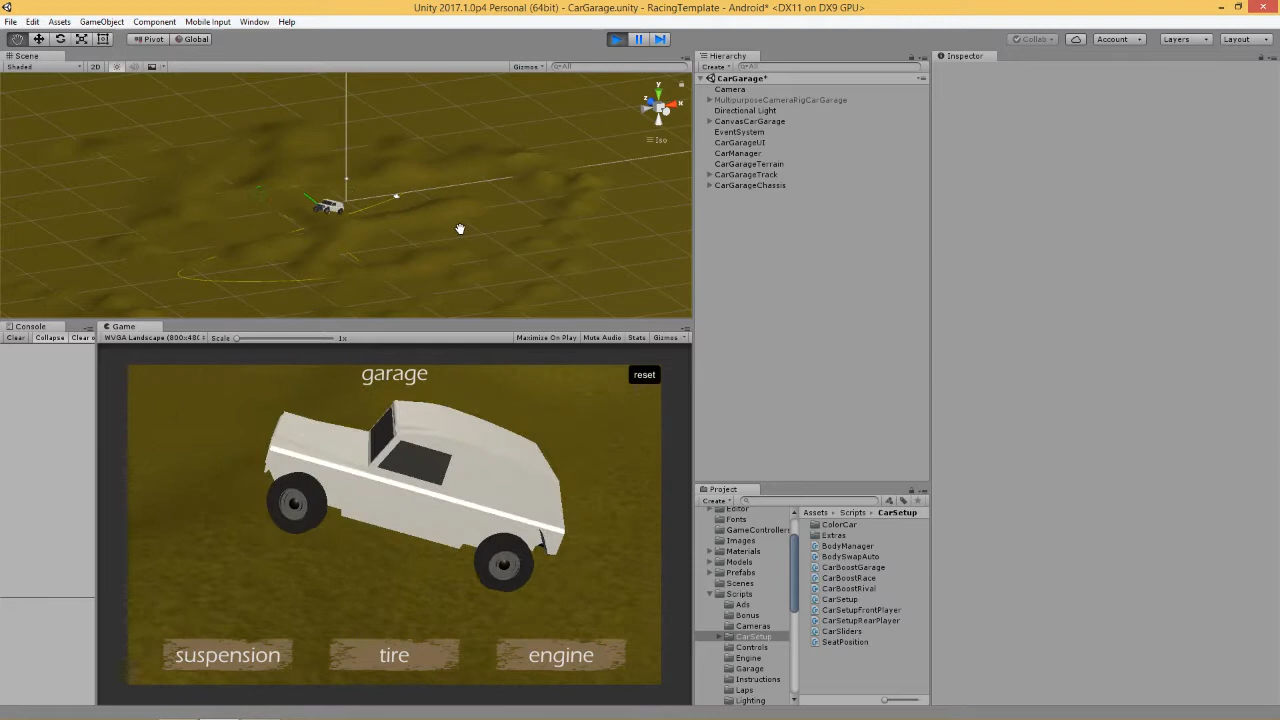 Unity 2017.1.0p4 Personal (64bit) - CarGarage.unity - RacingTemplate - Android* <DX11 on DX9 GPU>
File Edit Assets GameObject Component Mobile Input Window Help
Pivot Global Collab Account Layers Layout
Scene
Shaded 2D Gizmos All
y
x
z
Iso
Console Game
Clear Collapse Clear o WVGA Landscape (800x48( Scale 1x Maximize On Play Mute Audio Stats Gizmos
garage
reset
suspension tire engine
Hierarchy
Create All
CarGarage*
Camera
MultipurposeCameraRigCarGarage
Directional Light
CanvasCarGarage
EventSystem
CarGarageUI
CarManager
CarGarageTerrain
CarGarageTrack
CarGarageChassis
Project
Create
Editor
Fonts
GameControllers
Images
Materials
Models
Prefabs
Scenes
Scripts
Ads
Bonus
Cameras
CarSetup
Controls
Engine
Garage
Instructions
Laps
Lighting
Assets Scripts CarSetup
ColorCar
Extras
BodyManager
BodySwapAuto
CarBoostGarage
CarBoostRace
CarBoostRival
CarSetup
CarSetupFrontPlayer
CarSetupRearPlayer
CarSliders
SeatPosition
Inspector